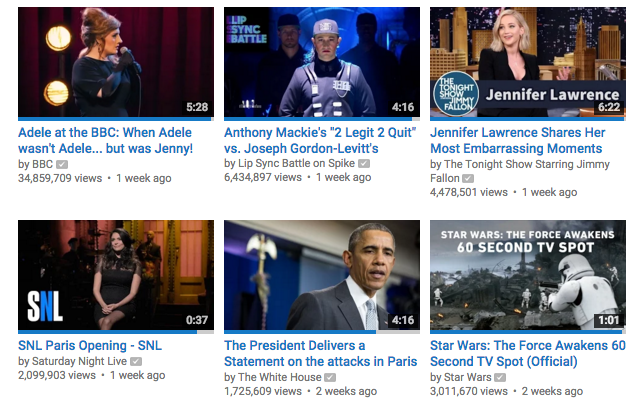 5:28
Adele at the BBC: When Adele
wasn't Adele... but was Jenny!
by BBC
34,859,709 views • 1 week ago
LIP
SYNC
BATTLE
4:16
Anthony Mackie's "2 Legit 2 Quit"
vs. Joseph Gordon-Levitt's
by Lip Sync Battle on Spike
6,434,897 views • 1 week ago
THE
TONIGHT
SHOW
JIMMY
FALLON
Jennifer Lawrence
6:22
Jennifer Lawrence Shares Her
Most Embarrassing Moments
by The Tonight Show Starring Jimmy
Fallon
4,478,501 views • 1 week ago
SNL
0:37
SNL Paris Opening - SNL
by Saturday Night Live
2,099,903 views • 1 week ago
4:16
The President Delivers a
Statement on the attacks in Paris
by The White House
1,725,609 views • 2 weeks ago
STAR WARS: THE FORCE AWAKENS
60 SECOND TV SPOT
1:01
Star Wars: The Force Awakens 60
Second TV Spot (Official)
by Star Wars
3,011,670 views • 2 weeks ago